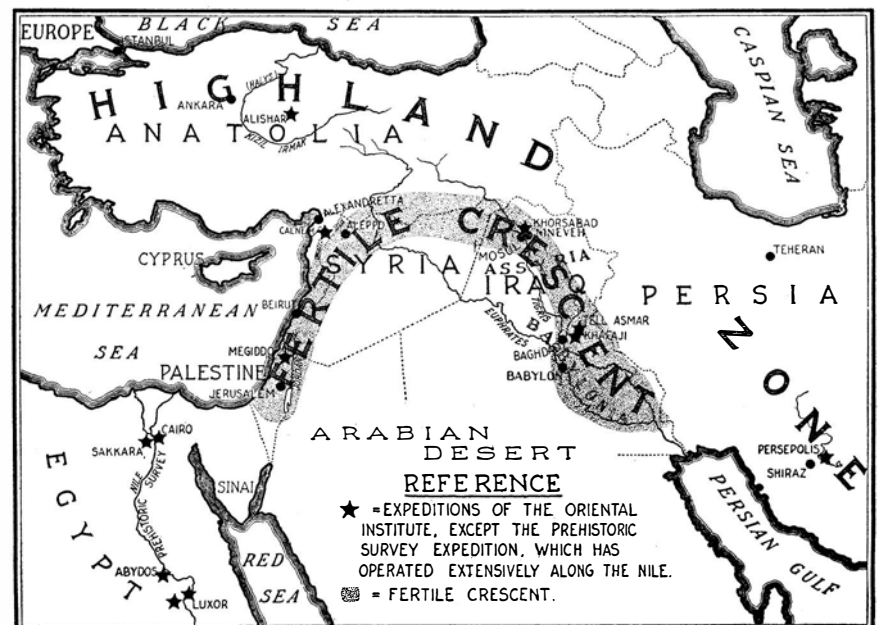 EUROPE
BLACK SEA
ISTANBUL
HIGHLAND ZONE
ANKARA
(HALYS)
ALISHAR
ANATOLIA
KIZIL IRMAK
CASPIAN SEA
ALEXANDRETTA
CALNEH
ALEPPO
FERTILE CRESCENT
KHORSABAD
NINEVEH
MOSUL
CYPRUS
SYRIA
ASSYRIA
IRAQ
TEHERAN
PERSIA
MEDITERRANEAN
SEA
BEIRUT
TIGRIS
EUPHRATES
TELL ASMAR
KHAFAJI
BAGHDAD
BABYLONIA
BABYLON
MEGIDDO
PALESTINE
JERUSALEM
ARABIAN
DESERT
CAIRO
SAKKARA
EGYPT
PREHISTORIC SURVEY
NILE
SINAI
RED
SEA
ABYDOS
LUXOR
PERSEPOLIS
SHIRAZ
PERSIAN
GULF
REFERENCE
★ = EXPEDITIONS OF THE ORIENTAL
INSTITUTE, EXCEPT THE PREHISTORIC
SURVEY EXPEDITION, WHICH HAS
OPERATED EXTENSIVELY ALONG THE NILE.
= FERTILE CRESCENT.